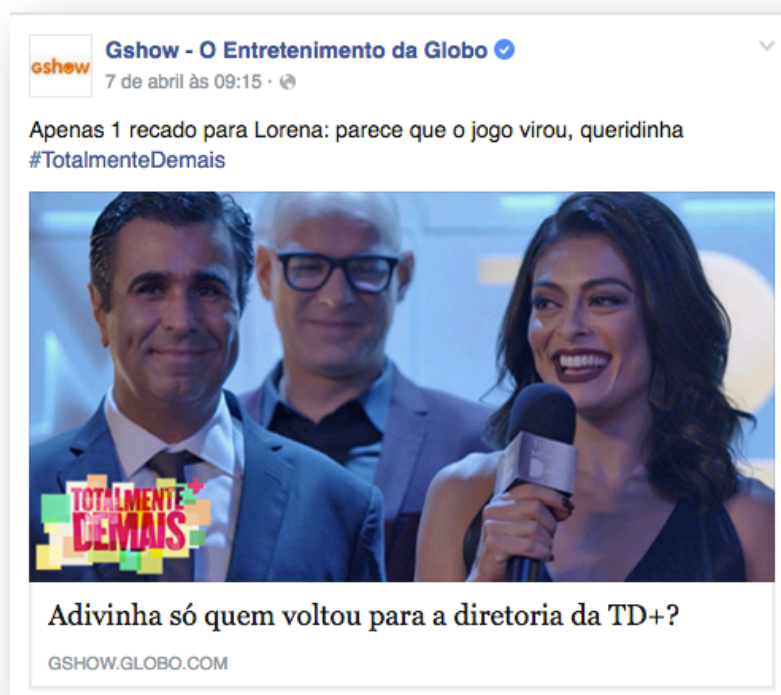 gshow
Gshow - O Entretenimento da Globo
7 de abril às 09:15 ·
Apenas 1 recado para Lorena: parece que o jogo virou, queridinha
#TotalmenteDemais
TOTALMENTE+
DEMAIS
Adivinha só quem voltou para a diretoria da TD+?
GSHOW.GLOBO.COM